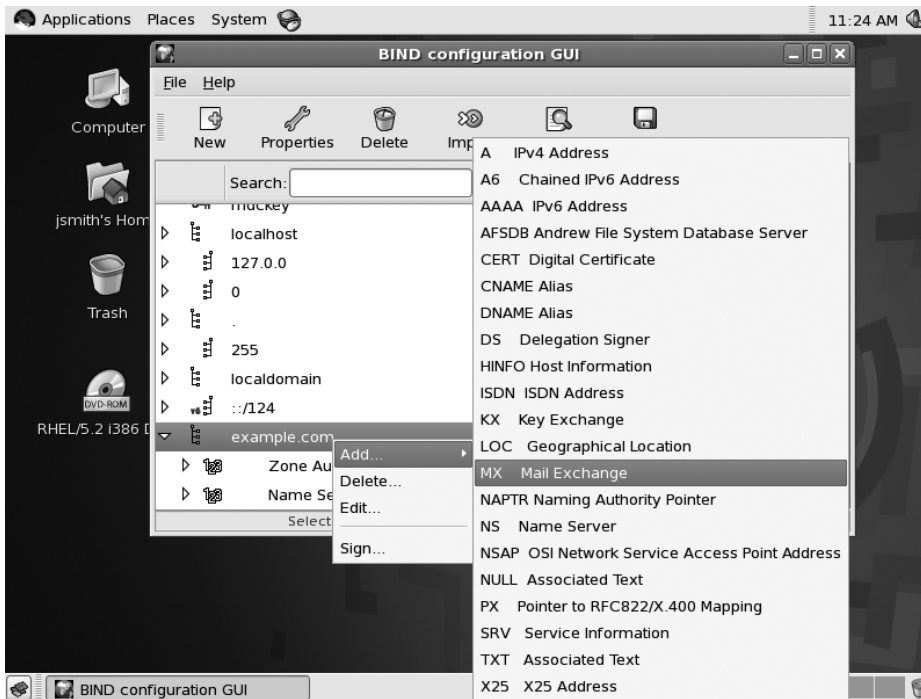 Applications Places System 11:24 AM
BIND configuration GUI
File Help
New Properties Delete Imp
Search:
localhost
127.0.0
0
.
255
localdomain
::/124
example.com
Zone Au
Name Se
Select
Computer
jsmith's Hom
Trash
DVD-ROM
RHEL/5.2 i386 D
Add...
Delete...
Edit...
Sign...
A IPv4 Address
A6 Chained IPv6 Address
AAAA IPv6 Address
AFSDB Andrew File System Database Server
CERT Digital Certificate
CNAME Alias
DNAME Alias
DS Delegation Signer
HINFO Host Information
ISDN ISDN Address
KX Key Exchange
LOC Geographical Location
MX Mail Exchange
NAPTR Naming Authority Pointer
NS Name Server
NSAP OSI Network Service Access Point Address
NULL Associated Text
PX Pointer to RFC822/X.400 Mapping
SRV Service Information
TXT Associated Text
X25 X25 Address
BIND configuration GUI